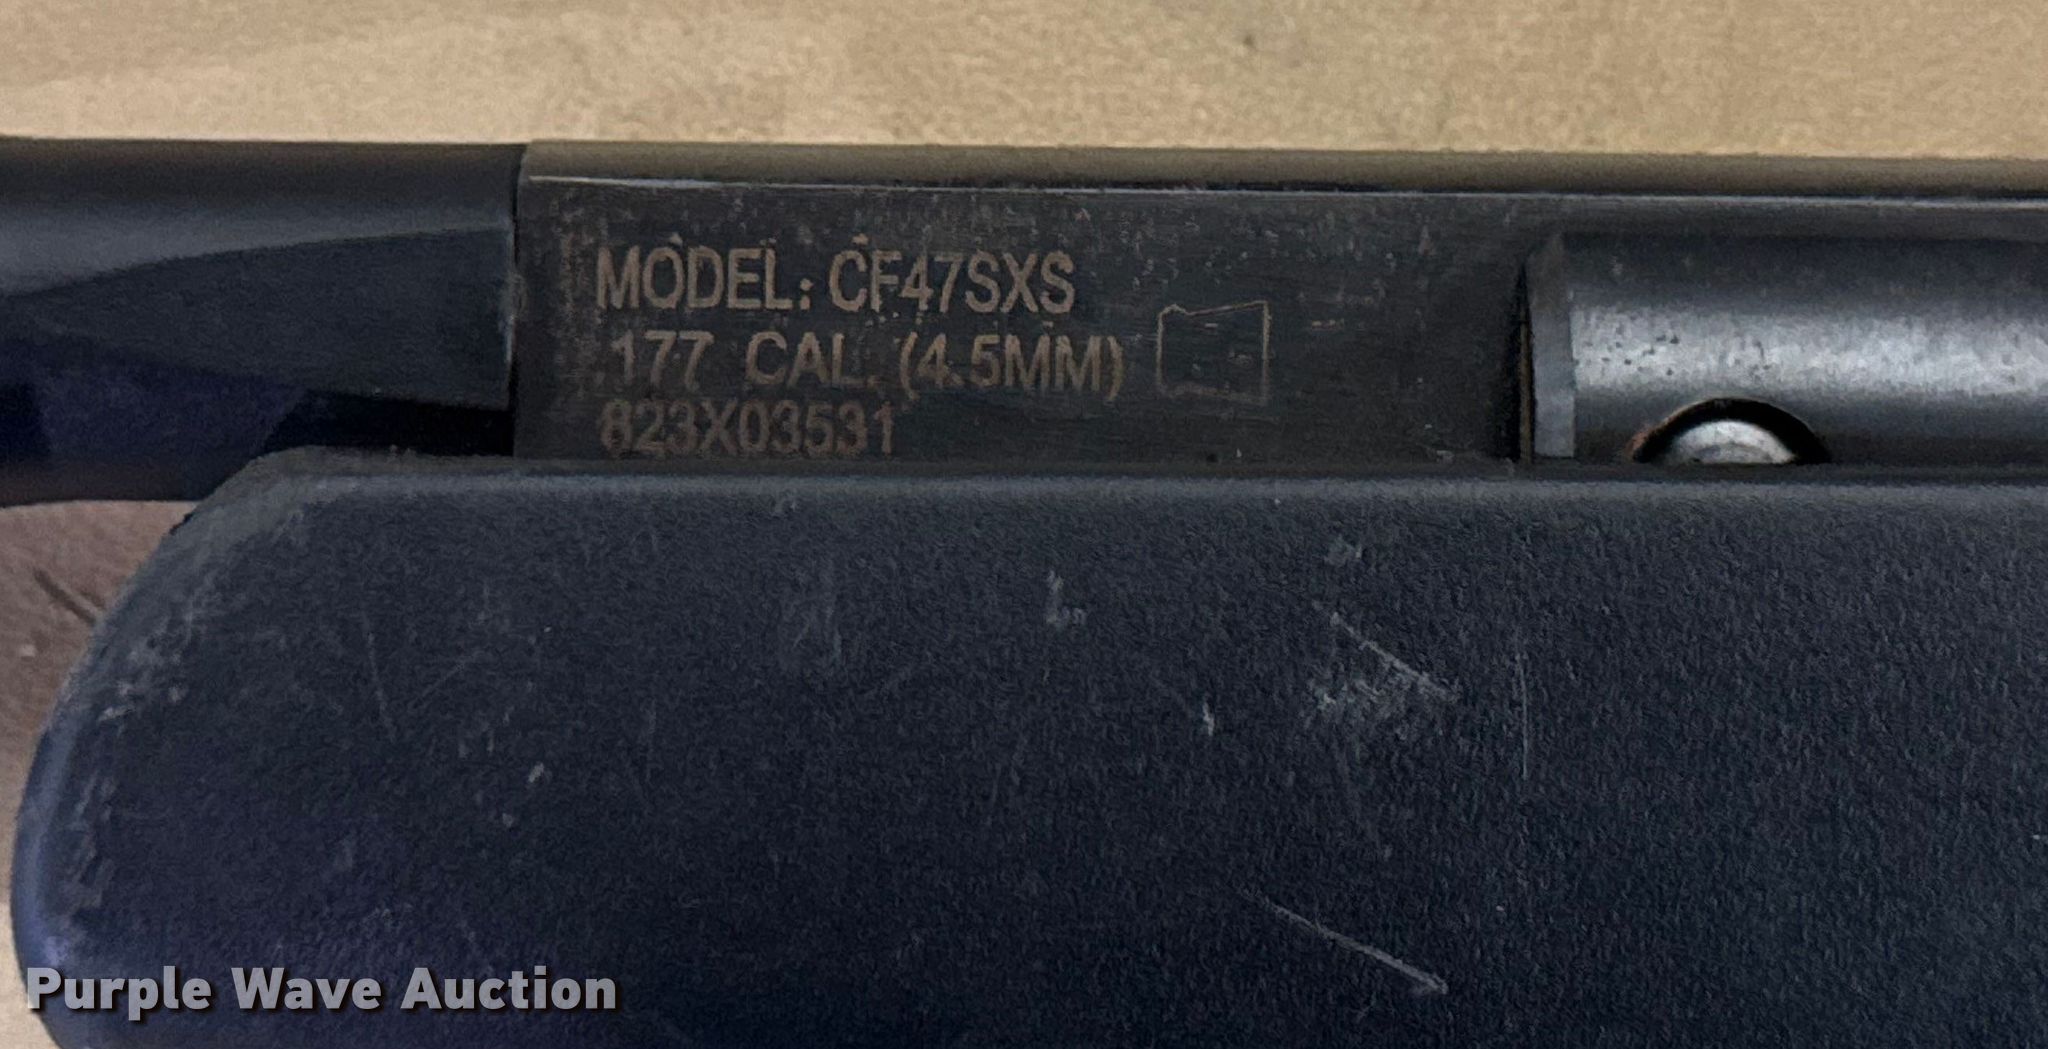 MODEL: CF47SXS
.177 CAL. (4.5MM)
823X03531
Purple Wave Auction